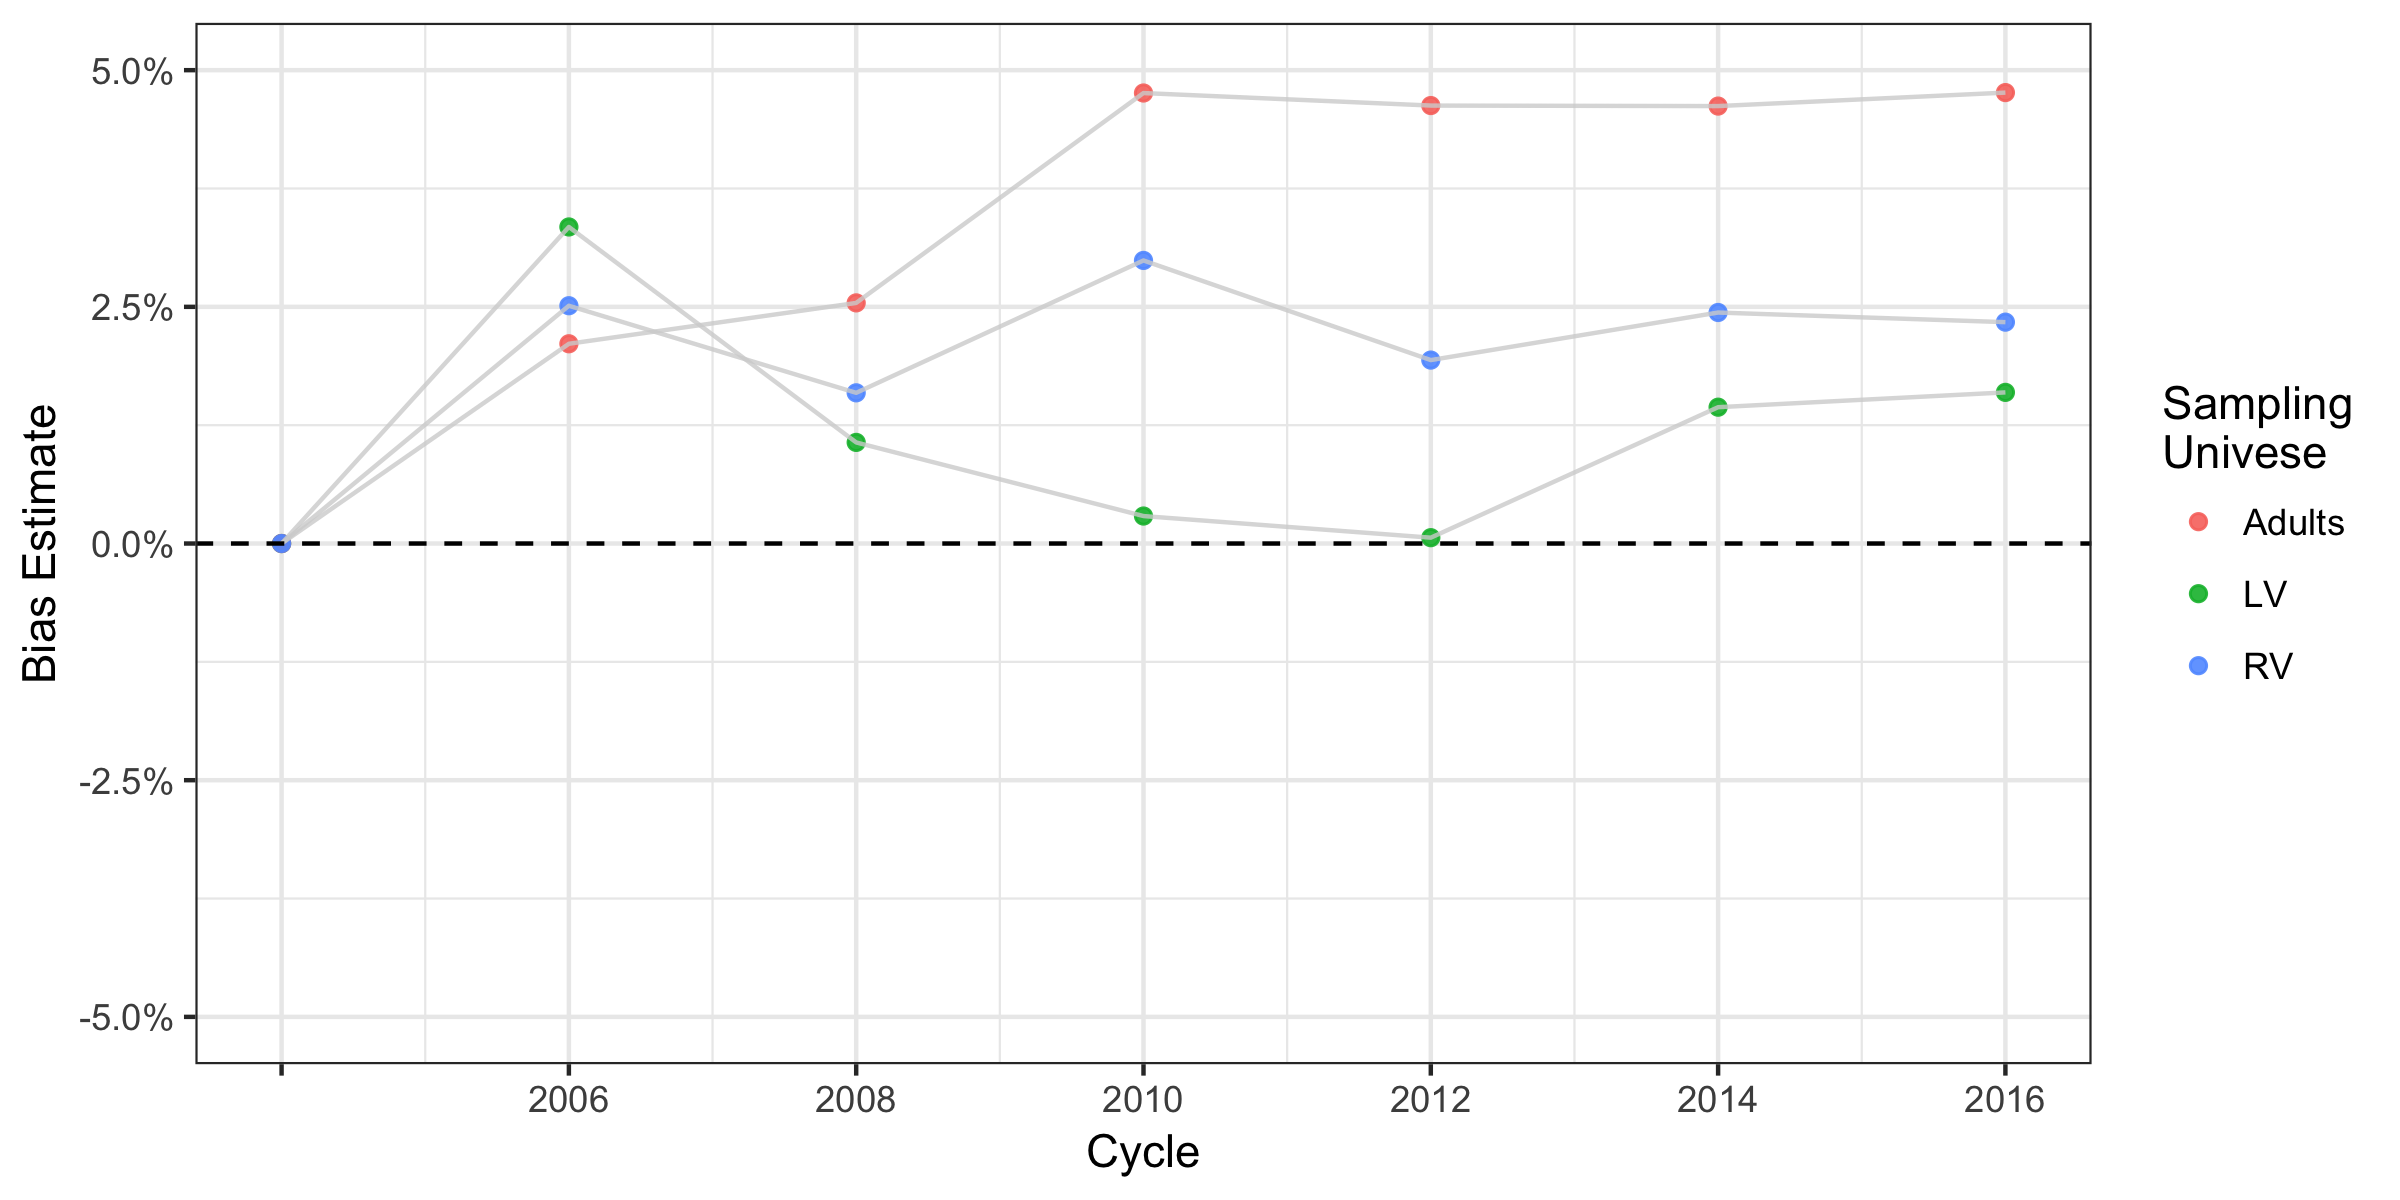 5.0%
2.5%
0.0%
-2.5%
-5.0%
Bias Estimate
2006 2008 2010 2012 2014 2016
Cycle
Sampling
Univese
Adults
LV
RV